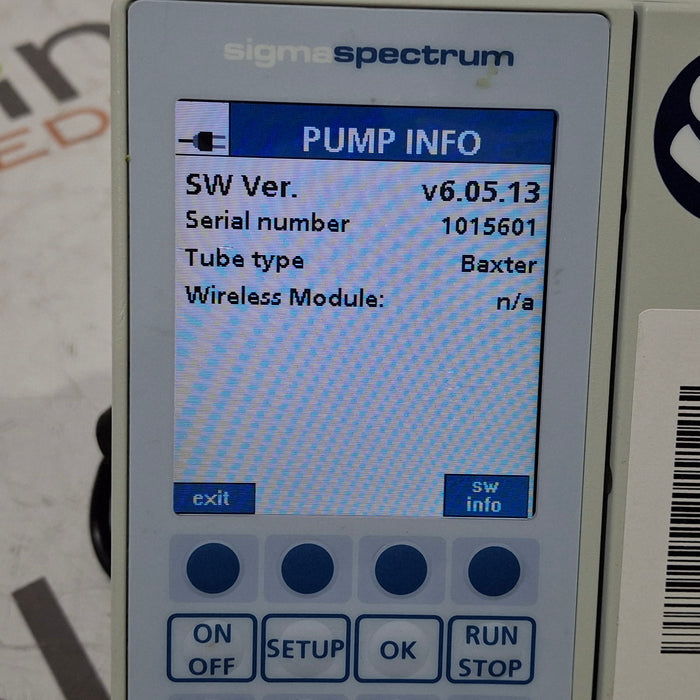 sigmaspectrum
PUMP INFO
SW Ver. v6.05.13
Serial number 1015601
Tube type Baxter
Wireless Module: n/a
exit
sw
info
ON
OFF
SETUP
OK
RUN
STOP